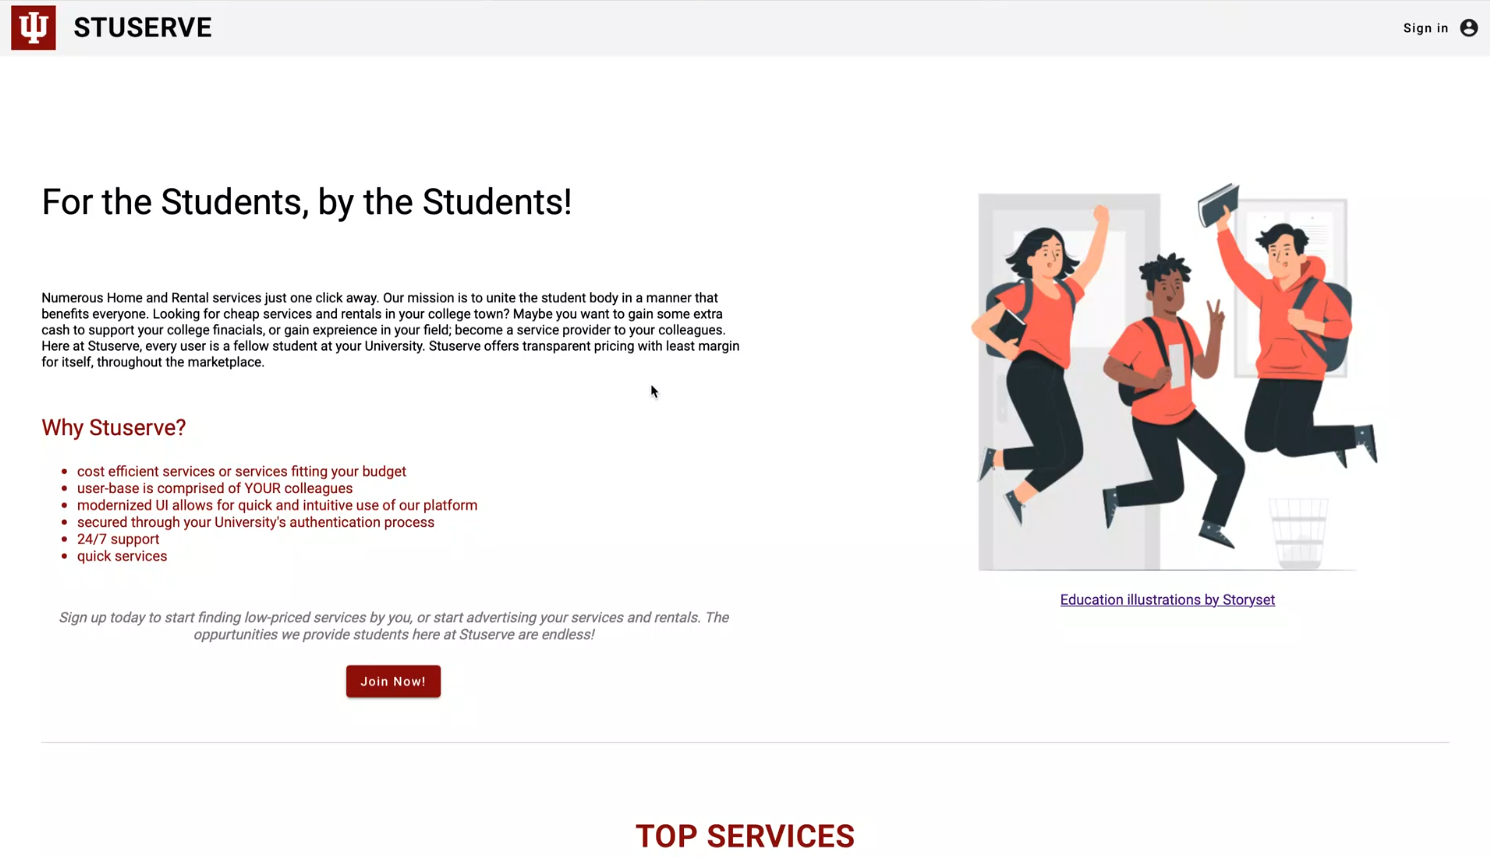 STUSERVE
Sign in
For the Students, by the Students!
Numerous Home and Rental services just one click away. Our mission is to unite the student body in a manner that
benefits everyone. Looking for cheap services and rentals in your college town? Maybe you want to gain some extra
cash to support your college finacials, or gain expreience in your field; become a service provider to your colleagues.
Here at Stuserve, every user is a fellow student at your University. Stuserve offers transparent pricing with least margin
for itself, throughout the marketplace.
Why Stuserve?
cost efficient services or services fitting your budget
user-base is comprised of YOUR colleagues
modernized UI allows for quick and intuitive use of our platform
secured through your University's authentication process
24/7 support
quick services
Sign up today to start finding low-priced services by you, or start advertising your services and rentals. The
oppurtunities we provide students here at Stuserve are endless!
Join Now!
Education illustrations by Storyset
TOP SERVICES